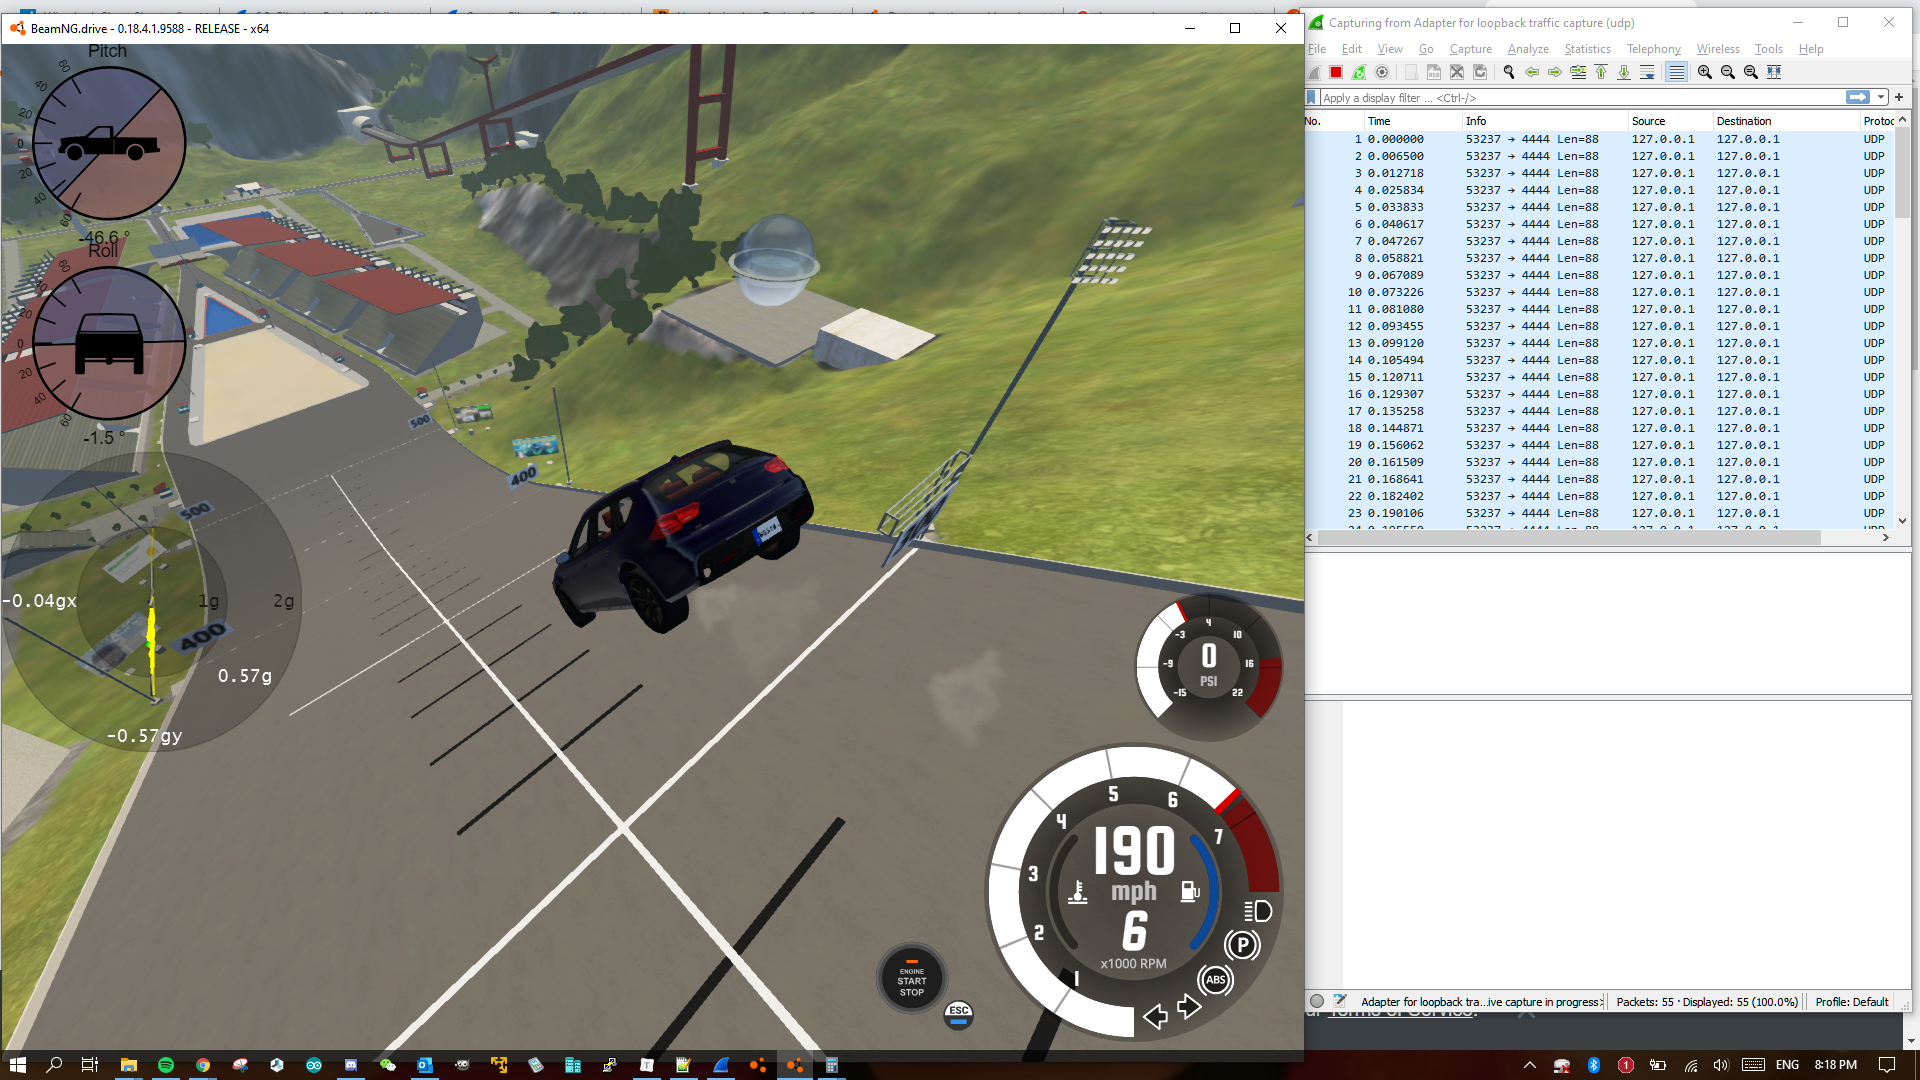 BeamNG.drive - 0.18.4.1.9588 - RELEASE - x64
Pitch
60
40
20
0
20
40
60
-46.6 °
Roll
60
40
20
0
20
40
60
-1.5 °
500
400
500
400
-0.04gx
1g
2g
0.57g
-0.57gy
4
-3
10
-9
0
16
PSI
-15
22
5
6
4
7
190
3
mph
6
2
x1000 RPM
1
P
ABS
ENGINE
START
STOP
ESC
Capturing from Adapter for loopback traffic capture (udp)
File Edit View Go Capture Analyze Statistics Telephony Wireless Tools Help
Apply a display filter ... <Ctrl-/>
No. Time Info Source Destination Protoc
1 0.000000 53237 → 4444 Len=88 127.0.0.1 127.0.0.1 UDP
2 0.006500 53237 → 4444 Len=88 127.0.0.1 127.0.0.1 UDP
3 0.012718 53237 → 4444 Len=88 127.0.0.1 127.0.0.1 UDP
4 0.025834 53237 → 4444 Len=88 127.0.0.1 127.0.0.1 UDP
5 0.033833 53237 → 4444 Len=88 127.0.0.1 127.0.0.1 UDP
6 0.040617 53237 → 4444 Len=88 127.0.0.1 127.0.0.1 UDP
7 0.047267 53237 → 4444 Len=88 127.0.0.1 127.0.0.1 UDP
8 0.058821 53237 → 4444 Len=88 127.0.0.1 127.0.0.1 UDP
9 0.067089 53237 → 4444 Len=88 127.0.0.1 127.0.0.1 UDP
10 0.073226 53237 → 4444 Len=88 127.0.0.1 127.0.0.1 UDP
11 0.081080 53237 → 4444 Len=88 127.0.0.1 127.0.0.1 UDP
12 0.093455 53237 → 4444 Len=88 127.0.0.1 127.0.0.1 UDP
13 0.099120 53237 → 4444 Len=88 127.0.0.1 127.0.0.1 UDP
14 0.105494 53237 → 4444 Len=88 127.0.0.1 127.0.0.1 UDP
15 0.120711 53237 → 4444 Len=88 127.0.0.1 127.0.0.1 UDP
16 0.129307 53237 → 4444 Len=88 127.0.0.1 127.0.0.1 UDP
17 0.135258 53237 → 4444 Len=88 127.0.0.1 127.0.0.1 UDP
18 0.144871 53237 → 4444 Len=88 127.0.0.1 127.0.0.1 UDP
19 0.156062 53237 → 4444 Len=88 127.0.0.1 127.0.0.1 UDP
20 0.161509 53237 → 4444 Len=88 127.0.0.1 127.0.0.1 UDP
21 0.168641 53237 → 4444 Len=88 127.0.0.1 127.0.0.1 UDP
22 0.182402 53237 → 4444 Len=88 127.0.0.1 127.0.0.1 UDP
23 0.190106 53237 → 4444 Len=88 127.0.0.1 127.0.0.1 UDP
Adapter for loopback tra...ive capture in progress> Packets: 55 · Displayed: 55 (100.0%) Profile: Default
Terms of Service.
ENG 8:18 PM